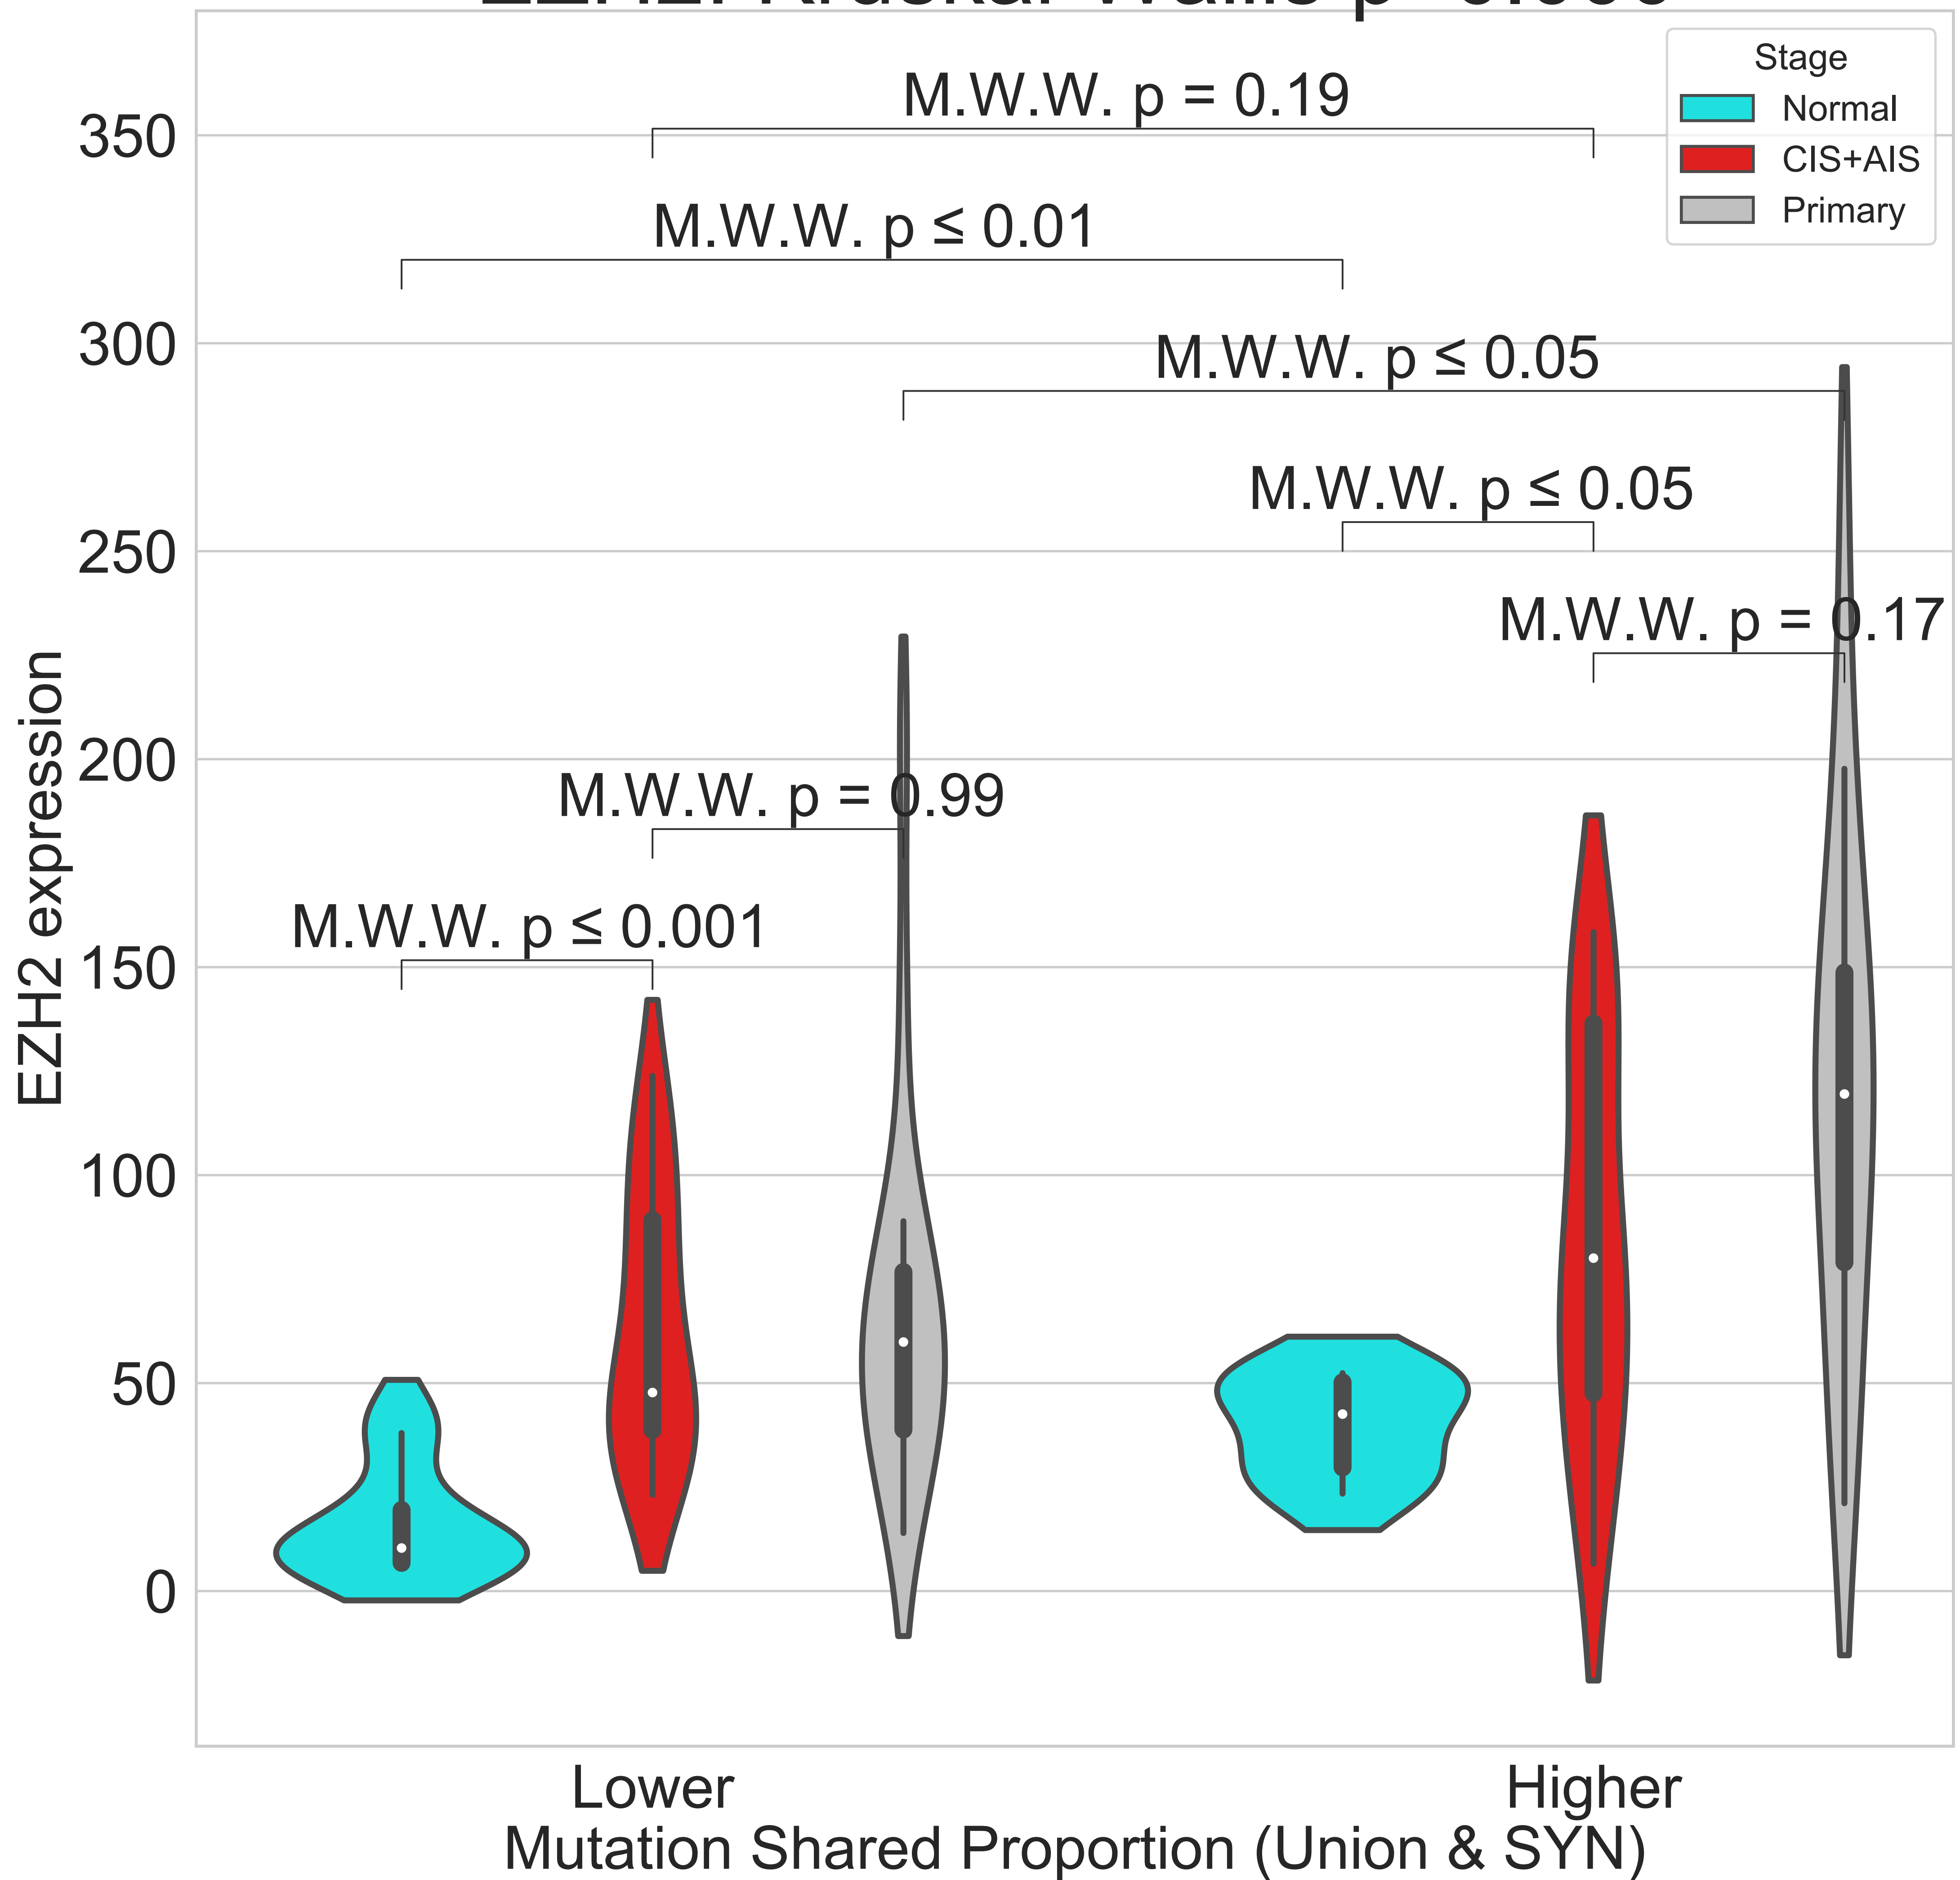 Stage
Normal
CIS+AIS
Primary
M.W.W. p = 0.19
M.W.W. p ≤ 0.01
M.W.W. p ≤ 0.05
M.W.W. p ≤ 0.05
M.W.W. p = 0.17
M.W.W. p = 0.99
M.W.W. p ≤ 0.001
350
300
250
200
150
100
50
0
EZH2 expression
Lower
Higher
Mutation Shared Proportion (Union & SYN)